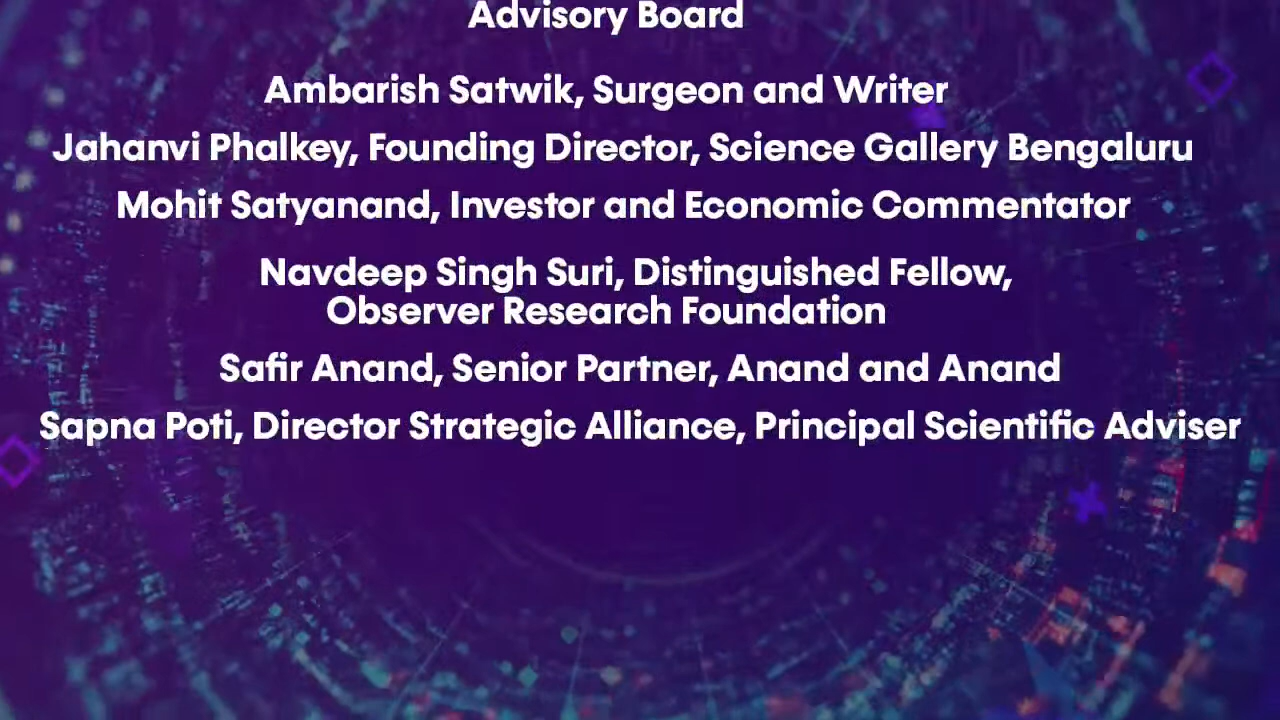 Advisory Board
Ambarish Satwik, Surgeon and Writer
Jahanvi Phalkey, Founding Director, Science Gallery Bengaluru
Mohit Satyanand, Investor and Economic Commentator
Navdeep Singh Suri, Distinguished Fellow,
Observer Research Foundation
Safir Anand, Senior Partner, Anand and Anand
Sapna Poti, Director Strategic Alliance, Principal Scientific Adviser